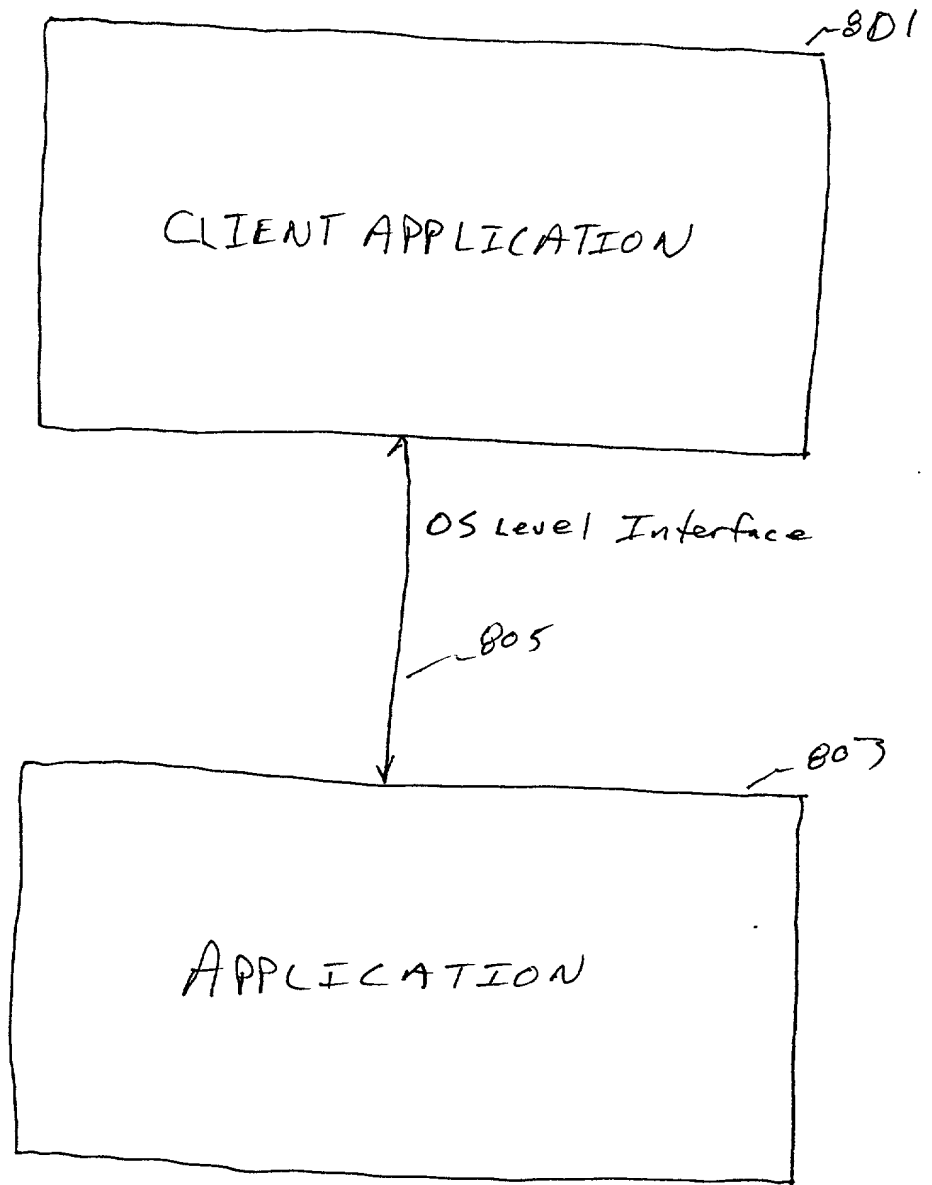 801
CLIENT APPLICATION
OS Level Interface
805
803
APPLICATION